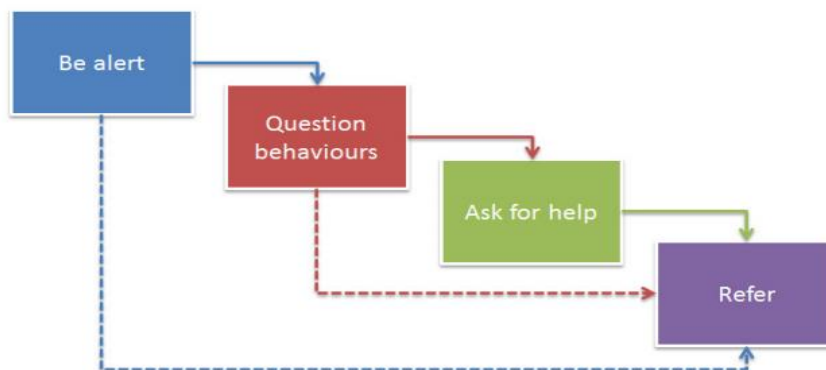 Be alert
Question
behaviours
Ask for help
Refer